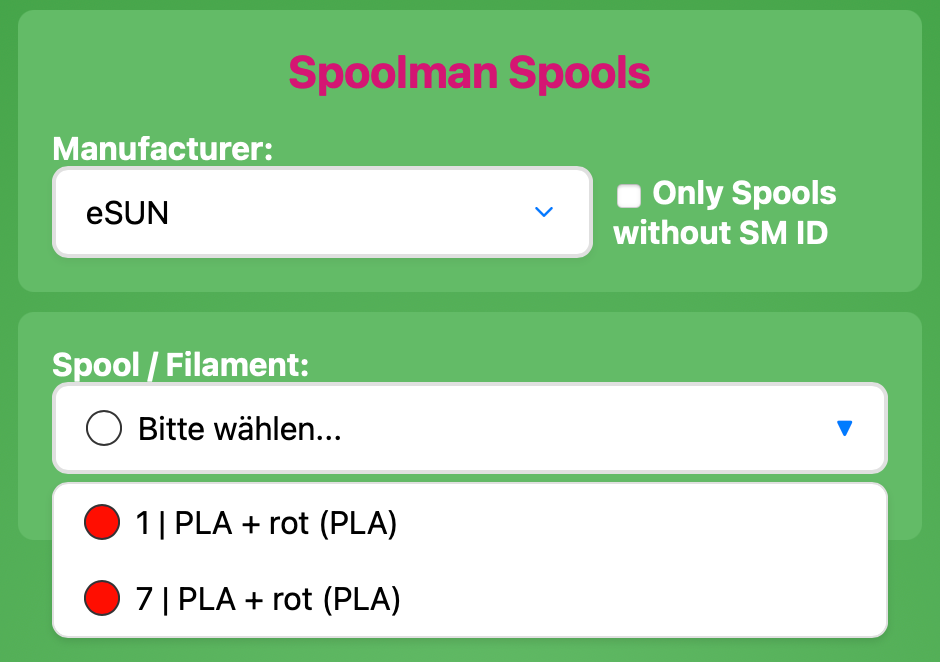 Spoolman Spools
Manufacturer:
eSUN
Only Spools
without SM ID
Spool / Filament:
Bitte wählen...
1 | PLA + rot (PLA)
7 | PLA + rot (PLA)